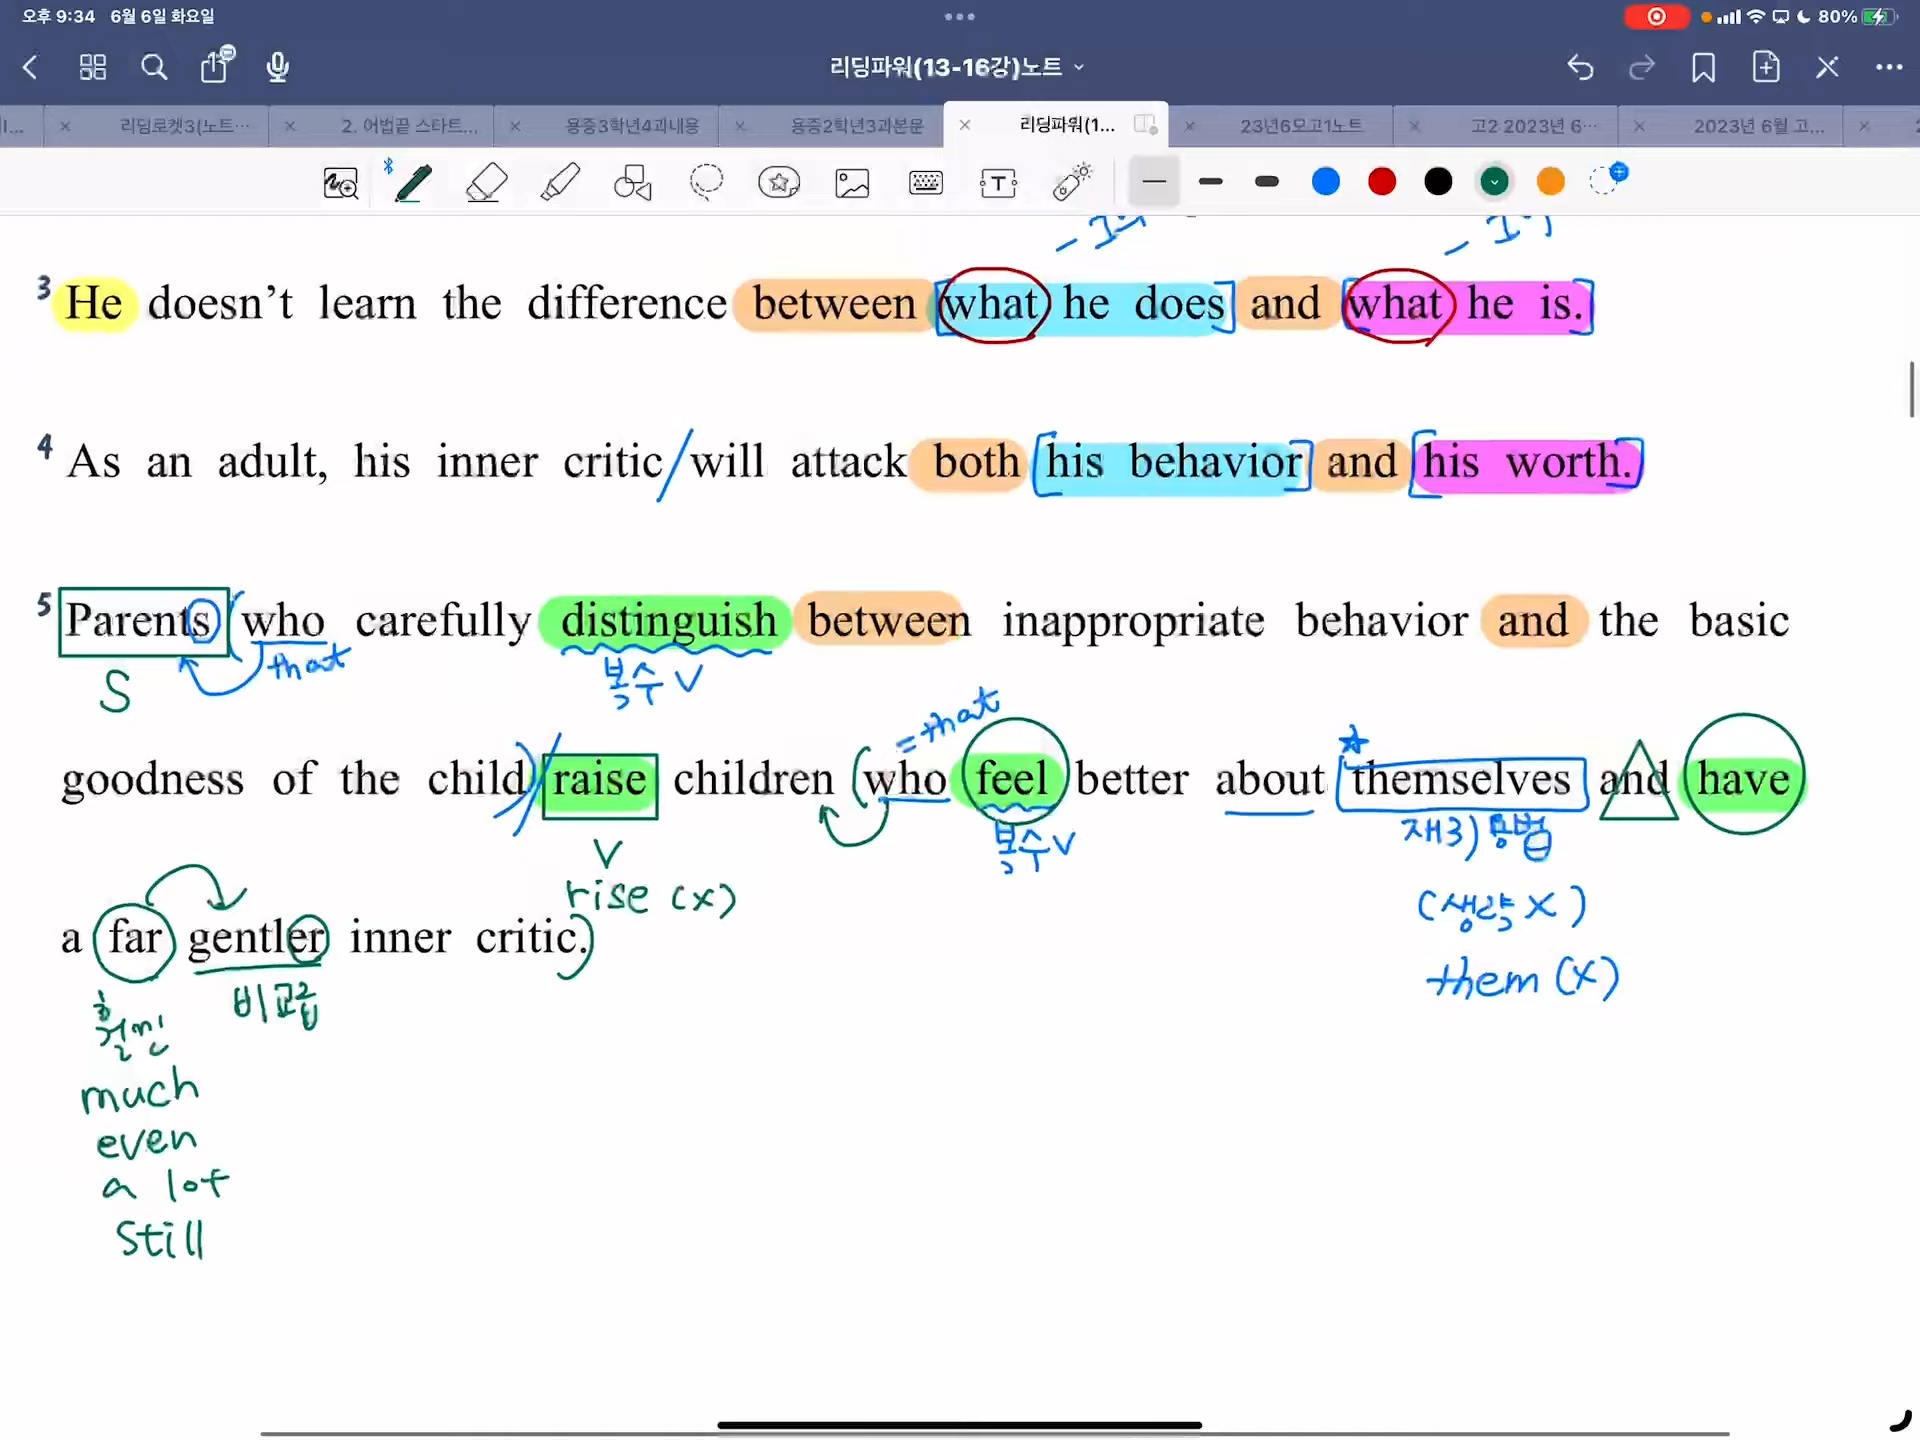 오후 9:34 6월 6일 화요일
80%
리딩파워(13-16강)노트
리딩로켓3(노트...
2. 어법끝 스타트...
용중3학년4과내용
용중2학년3과본문
리딩파워(1...
23년6모고1노트
고2 2023년 6...
2023년 6월 고...
3 He doesn't learn the difference between [what he does] and [what he is.]
4 As an adult, his inner critic / will attack both [his behavior] and [his worth.]
5 Parents (who carefully distinguish between inappropriate behavior and the basic
S that 복수 V
= that
goodness of the child) / raise children (who feel better about themselves and have
V 복수 V 재귀) 용법
rise (x) (생략 X)
a far gentler inner critic.)
them (X)
훨씬 비교급
much
even
a lot
still